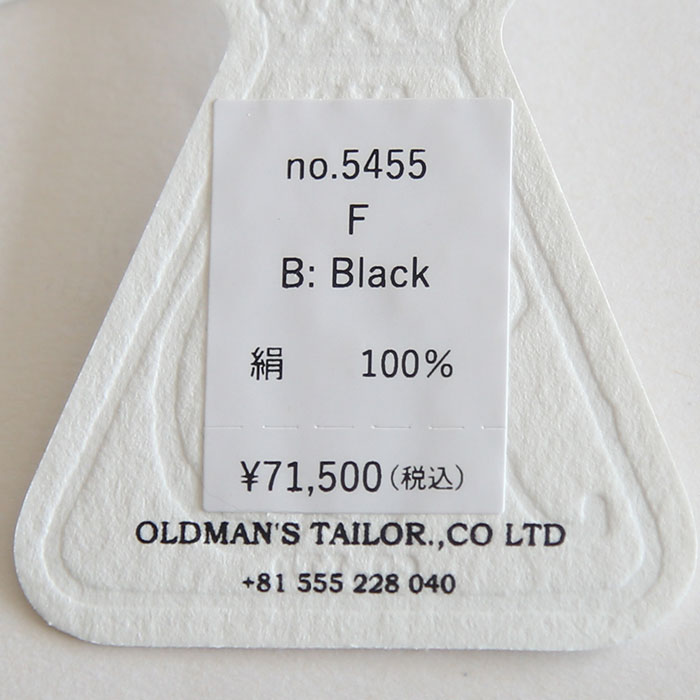 no.5455
F
B: Black
絹 100%
¥71,500(税込)
OLDMAN'S TAILOR.,CO LTD
+81 555 228 040